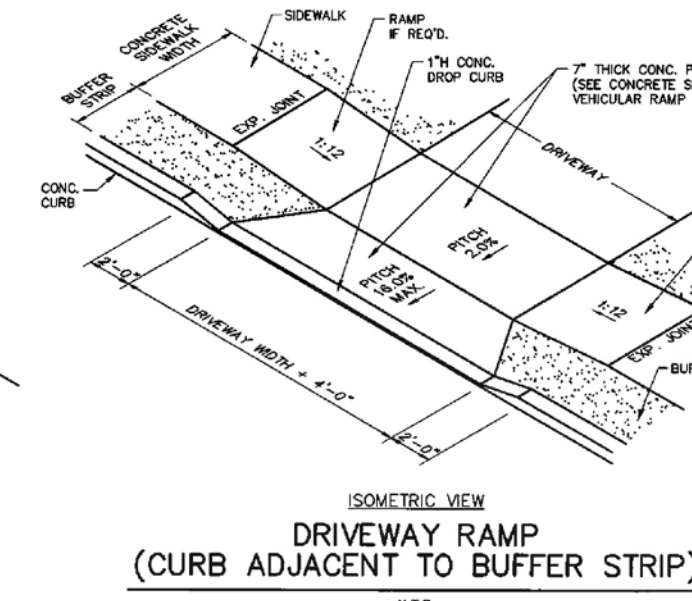 SIDEWALK
RAMP
IF REQ'D.
CONCRETE
SIDEWALK
WIDTH
1"H CONC.
DROP CURB
7" THICK CONC.
(SEE CONCRETE
VEHICULAR RAMP
BUFFER
STRIP
EXP JOINT
1:12
DRIVEWAY
CONC.
CURB
PITCH
2.0%
PITCH
16.0%
MAX.
1:12
2'-0"
DRIVEWAY WIDTH + 4'-0"
EXP. JOINT
2'-0"
ISOMETRIC VIEW
DRIVEWAY RAMP
(CURB ADJACENT TO BUFFER STRIP)